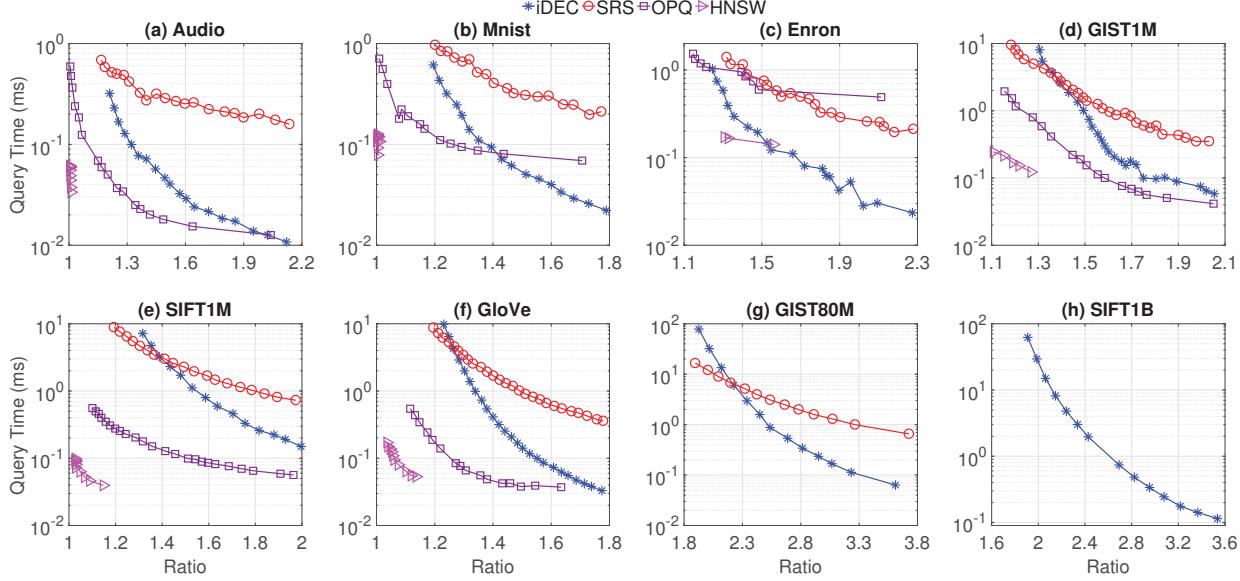 iDEC SRS OPQ HNSW
(a) Audio (b) Mnist (c) Enron (d) GIST1M
Query Time (ms)
10^0 10^-1 10^-2
1 1.3 1.6 1.9 2.2
10^0 10^-1 10^-2
1 1.2 1.4 1.6 1.8
10^0 10^-1 10^-2
1.1 1.5 1.9 2.3
10^1 10^0 10^-1 10^-2
1.1 1.3 1.5 1.7 1.9 2.1
(e) SIFT1M (f) GloVe (g) GIST80M (h) SIFT1B
Query Time (ms)
10^1 10^0 10^-1 10^-2
1 1.2 1.4 1.6 1.8 2
10^1 10^0 10^-1 10^-2
1 1.2 1.4 1.6 1.8
10^2 10^1 10^0 10^-1 10^-2
1.8 2.3 2.8 3.3 3.8
10^2 10^1 10^0 10^-1
1.6 2 2.4 2.8 3.2 3.6
Ratio Ratio Ratio Ratio